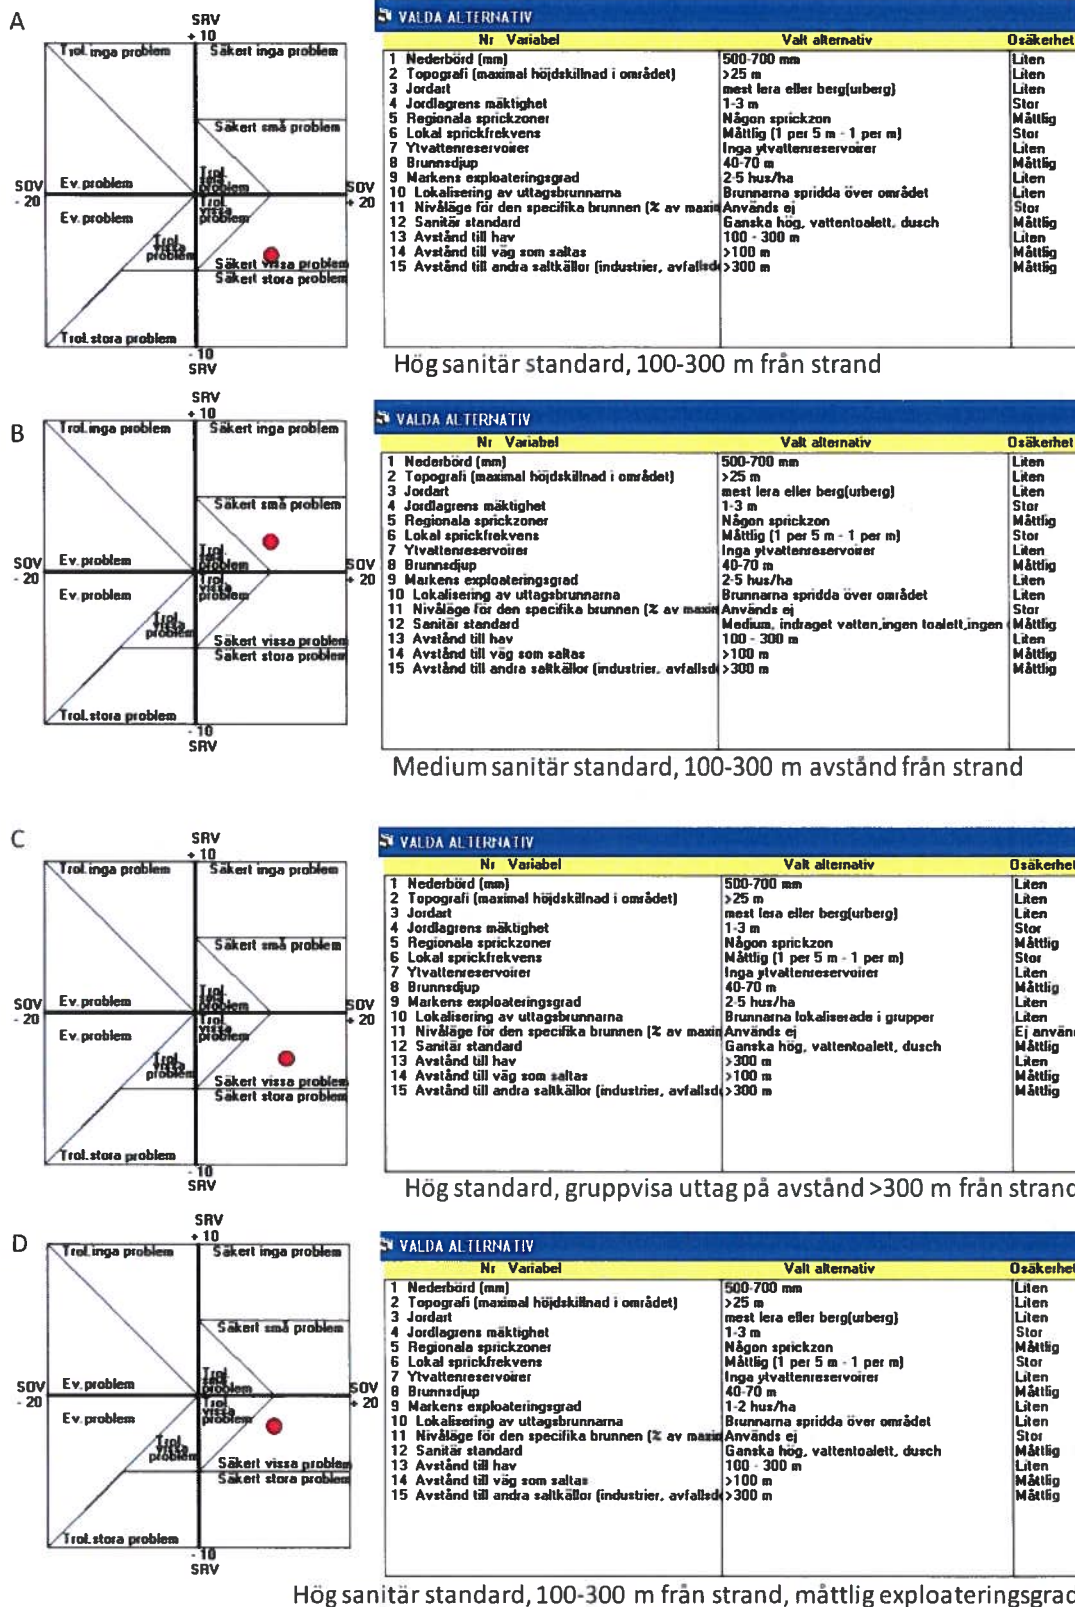 A
SRV
+ 10
Trol. inga problem
Säkert inga problem
Säkert små problem
Trol.
små
problem
SOV
- 20
Ev. problem
SOV
+ 20
Ev. problem
Trol.
vissa
problem
Trol.
vissa
problem
Säkert vissa problem
Säkert stora problem
Trol. stora problem
- 10
SRV
VALDA ALTERNATIV
Nr Variabel Valt alternativ Osäkerhet
1 Nederbörd (mm) 500-700 mm Liten
2 Topografi (maximal höjdskillnad i området) >25 m Liten
3 Jordart mest lera eller berg(urberg) Liten
4 Jordlagrens mäktighet 1-3 m Stor
5 Regionala sprickzoner Någon sprickzon Måttlig
6 Lokal sprickfrekvens Måttlig (1 per 5 m - 1 per m) Stor
7 Ytvattenreservoirer Inga ytvattenreservoirer Liten
8 Brunnsdjup 40-70 m Måttlig
9 Markens exploateringsgrad 2-5 hus/ha Liten
10 Lokalisering av uttagsbrunnarna Brunnarna spridda över området Liten
11 Nivåläge för den specifika brunnen (% av maxim Används ej Stor
12 Sanitär standard Ganska hög, vattentoalett, dusch Måttlig
13 Avstånd till hav 100 - 300 m Liten
14 Avstånd till väg som saltas >100 m Måttlig
15 Avstånd till andra saltkällor (industrier, avfallsde >300 m Måttlig
Hög sanitär standard, 100-300 m från strand
B
SRV
+ 10
Trol. inga problem
Säkert inga problem
Säkert små problem
Trol.
små
problem
SOV
- 20
Ev. problem
SOV
+ 20
Ev. problem
Trol.
vissa
problem
Trol.
vissa
problem
Säkert vissa problem
Säkert stora problem
Trol. stora problem
- 10
SRV
VALDA ALTERNATIV
Nr Variabel Valt alternativ Osäkerhet
1 Nederbörd (mm) 500-700 mm Liten
2 Topografi (maximal höjdskillnad i området) >25 m Liten
3 Jordart mest lera eller berg(urberg) Liten
4 Jordlagrens mäktighet 1-3 m Stor
5 Regionala sprickzoner Någon sprickzon Måttlig
6 Lokal sprickfrekvens Måttlig (1 per 5 m - 1 per m) Stor
7 Ytvattenreservoirer Inga ytvattenreservoirer Liten
8 Brunnsdjup 40-70 m Måttlig
9 Markens exploateringsgrad 2-5 hus/ha Liten
10 Lokalisering av uttagsbrunnarna Brunnarna spridda över området Liten
11 Nivåläge för den specifika brunnen (% av maxim Används ej Stor
12 Sanitär standard Medium, indraget vatten,ingen toalett,ingen Måttlig
13 Avstånd till hav 100 - 300 m Liten
14 Avstånd till väg som saltas >100 m Måttlig
15 Avstånd till andra saltkällor (industrier, avfallsde >300 m Måttlig
Medium sanitär standard, 100-300 m avstånd från strand
C
SRV
+ 10
Trol. inga problem
Säkert inga problem
Säkert små problem
Trol.
små
problem
SOV
- 20
Ev. problem
SOV
+ 20
Ev. problem
Trol.
vissa
problem
Trol.
vissa
problem
Säkert vissa problem
Säkert stora problem
Trol. stora problem
- 10
SRV
VALDA ALTERNATIV
Nr Variabel Valt alternativ Osäkerhet
1 Nederbörd (mm) 500-700 mm Liten
2 Topografi (maximal höjdskillnad i området) >25 m Liten
3 Jordart mest lera eller berg(urberg) Liten
4 Jordlagrens mäktighet 1-3 m Stor
5 Regionala sprickzoner Någon sprickzon Måttlig
6 Lokal sprickfrekvens Måttlig (1 per 5 m - 1 per m) Stor
7 Ytvattenreservoirer Inga ytvattenreservoirer Liten
8 Brunnsdjup 40-70 m Måttlig
9 Markens exploateringsgrad 2-5 hus/ha Liten
10 Lokalisering av uttagsbrunnarna Brunnarna lokaliserade i grupper Liten
11 Nivåläge för den specifika brunnen (% av maxim Används ej Ej använd
12 Sanitär standard Ganska hög, vattentoalett, dusch Måttlig
13 Avstånd till hav >300 m Liten
14 Avstånd till väg som saltas >100 m Måttlig
15 Avstånd till andra saltkällor (industrier, avfallsde >300 m Måttlig
Hög standard, gruppvisa uttag på avstånd >300 m från strand
D
SRV
+ 10
Trol. inga problem
Säkert inga problem
Säkert små problem
Trol.
små
problem
SOV
- 20
Ev. problem
SOV
+ 20
Ev. problem
Trol.
vissa
problem
Trol.
vissa
problem
Säkert vissa problem
Säkert stora problem
Trol. stora problem
- 10
SRV
VALDA ALTERNATIV
Nr Variabel Valt alternativ Osäkerhet
1 Nederbörd (mm) 500-700 mm Liten
2 Topografi (maximal höjdskillnad i området) >25 m Liten
3 Jordart mest lera eller berg(urberg) Liten
4 Jordlagrens mäktighet 1-3 m Stor
5 Regionala sprickzoner Någon sprickzon Måttlig
6 Lokal sprickfrekvens Måttlig (1 per 5 m - 1 per m) Stor
7 Ytvattenreservoirer Inga ytvattenreservoirer Liten
8 Brunnsdjup 40-70 m Måttlig
9 Markens exploateringsgrad 1-2 hus/ha Liten
10 Lokalisering av uttagsbrunnarna Brunnarna spridda över området Liten
11 Nivåläge för den specifika brunnen (% av maxim Används ej Stor
12 Sanitär standard Ganska hög, vattentoalett, dusch Måttlig
13 Avstånd till hav 100 - 300 m Liten
14 Avstånd till väg som saltas >100 m Måttlig
15 Avstånd till andra saltkällor (industrier, avfallsde >300 m Måttlig
Hög sanitär standard, 100-300 m från strand, måttlig exploateringsgrad